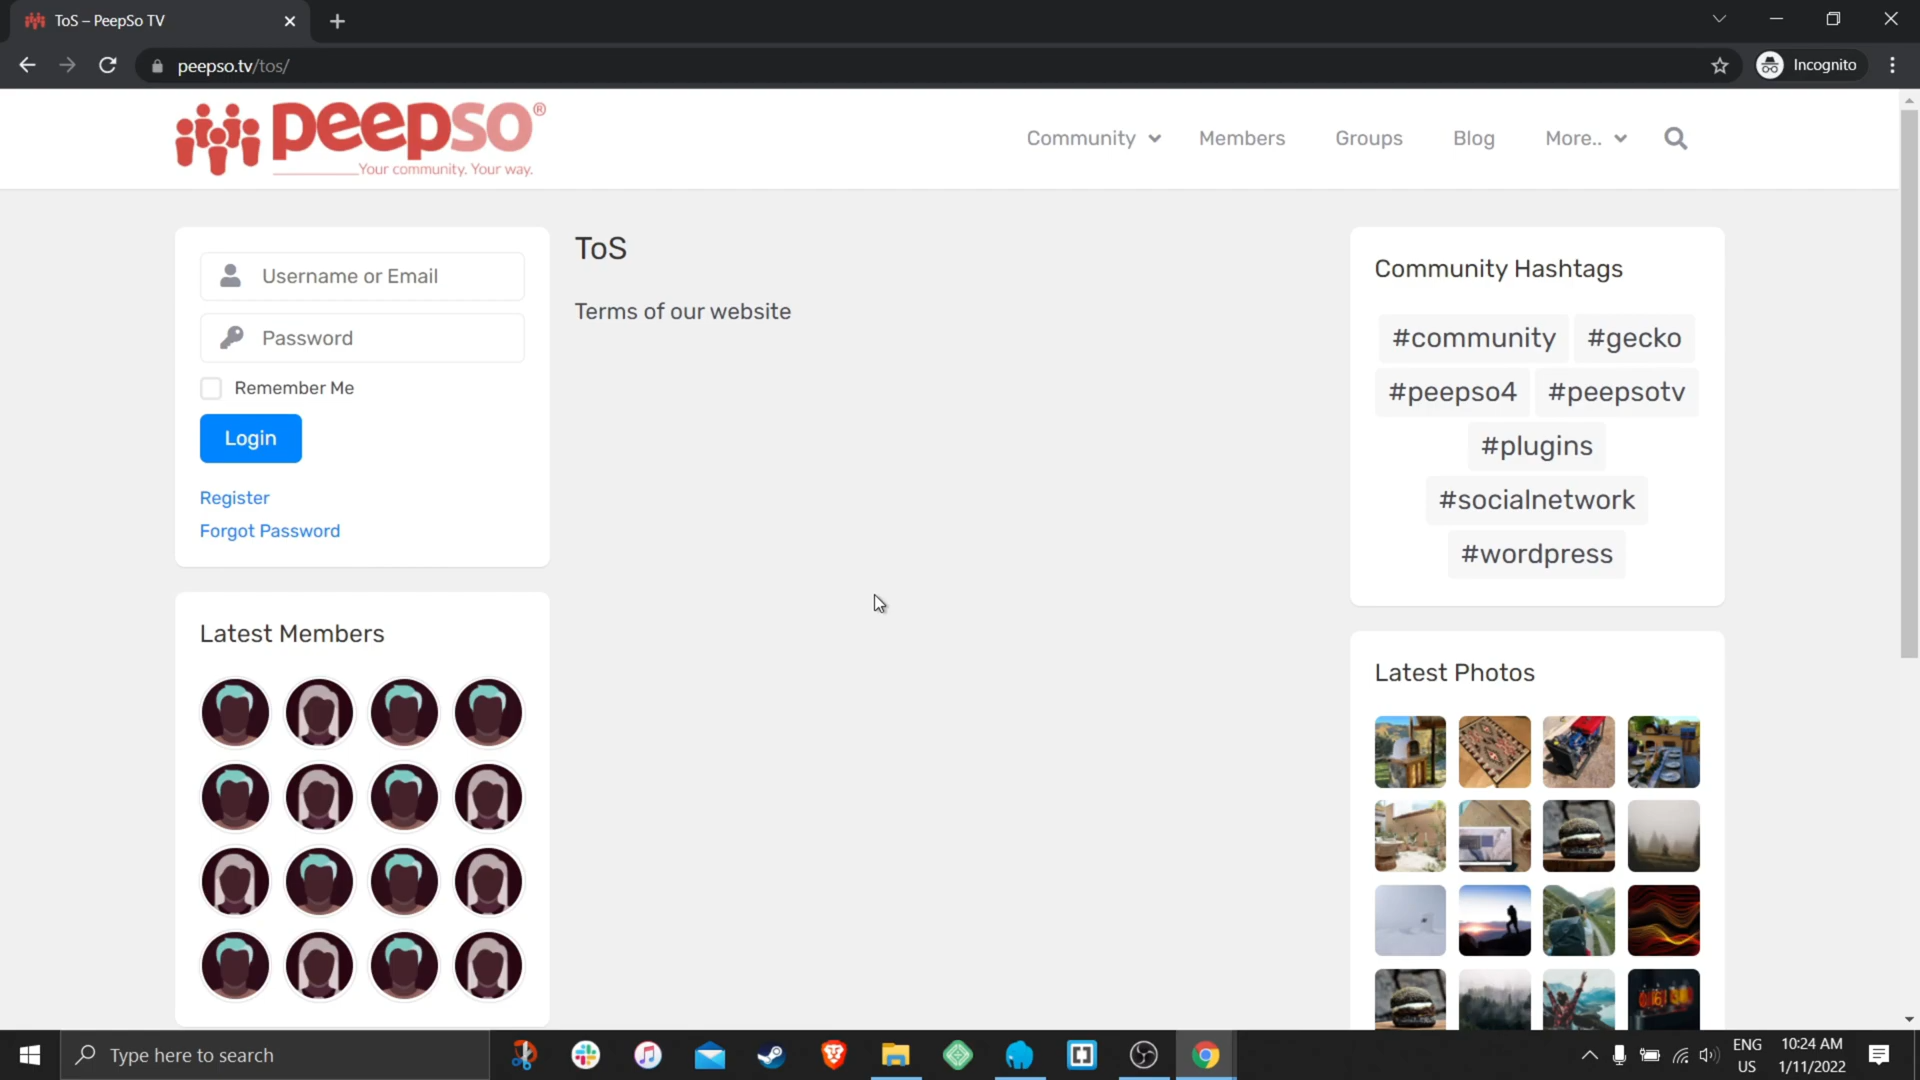 ToS – PeepSo TV
peepso.tv/tos/
Incognito
peepso®
Your community. Your way.
Community
Members
Groups
Blog
More..
Username or Email
Password
Remember Me
Login
Register
Forgot Password
Latest Members
ToS
Terms of our website
Community Hashtags
#community #gecko
#peepso4 #peepsotv
#plugins
#socialnetwork
#wordpress
Latest Photos
Type here to search
ENG
US
10:24 AM
1/11/2022